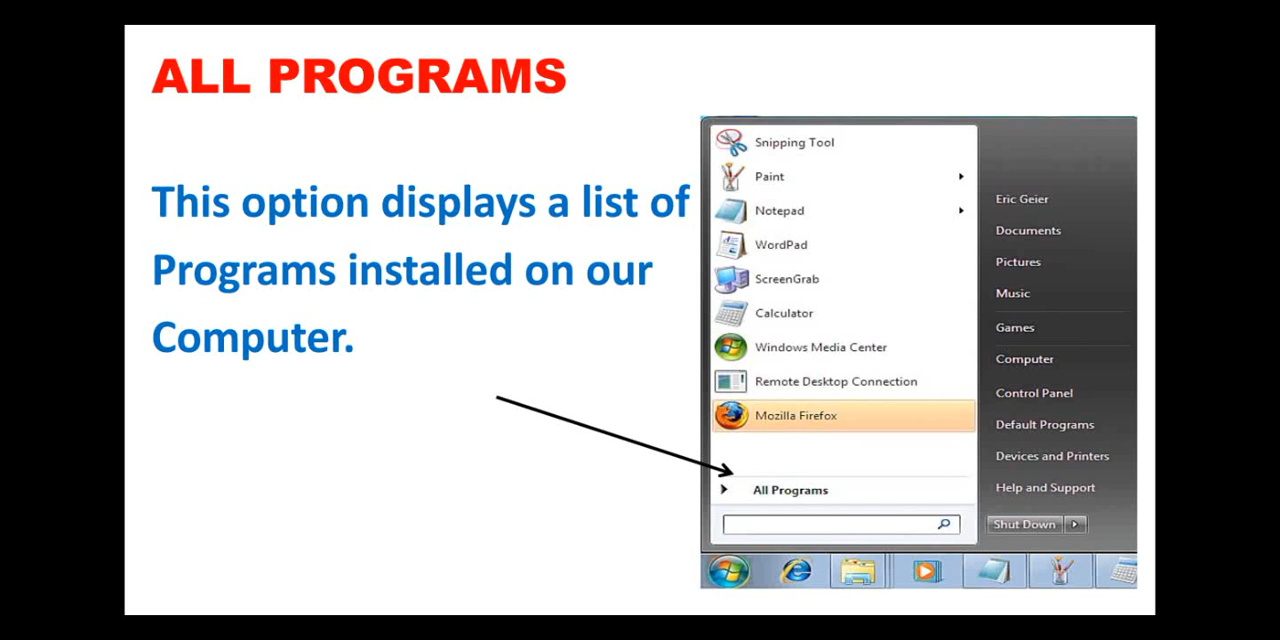 ALL PROGRAMS
This option displays a list of
Programs installed on our
Computer.
Snipping Tool
Paint
Notepad
WordPad
ScreenGrab
Calculator
Windows Media Center
Remote Desktop Connection
Mozilla Firefox
All Programs
Eric Geier
Documents
Pictures
Music
Games
Computer
Control Panel
Default Programs
Devices and Printers
Help and Support
Shut Down